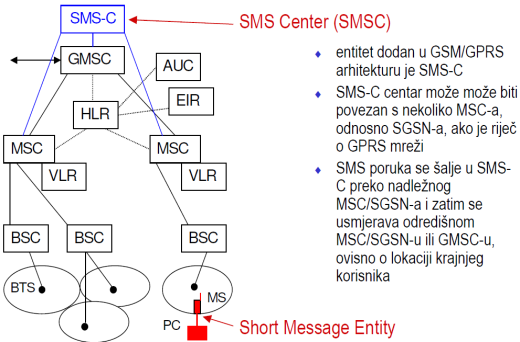 SMS-C
SMS Center (SMSC)
GMSC
AUC
EIR
HLR
MSC
MSC
VLR
VLR
BSC
BSC
BSC
BTS
MS
PC
Short Message Entity
entitet dodan u GSM/GPRS
arhitekturu je SMS-C
SMS-C centar može može biti
povezan s nekoliko MSC-a,
odnosno SGSN-a, ako je riječ
o GPRS mreži
SMS poruka se šalje u SMS-
C preko nadležnog
MSC/SGSN-a i zatim se
usmjerava odredišnom
MSC/SGSN-u ili GMSC-u,
ovisno o lokaciji krajnjeg
korisnika